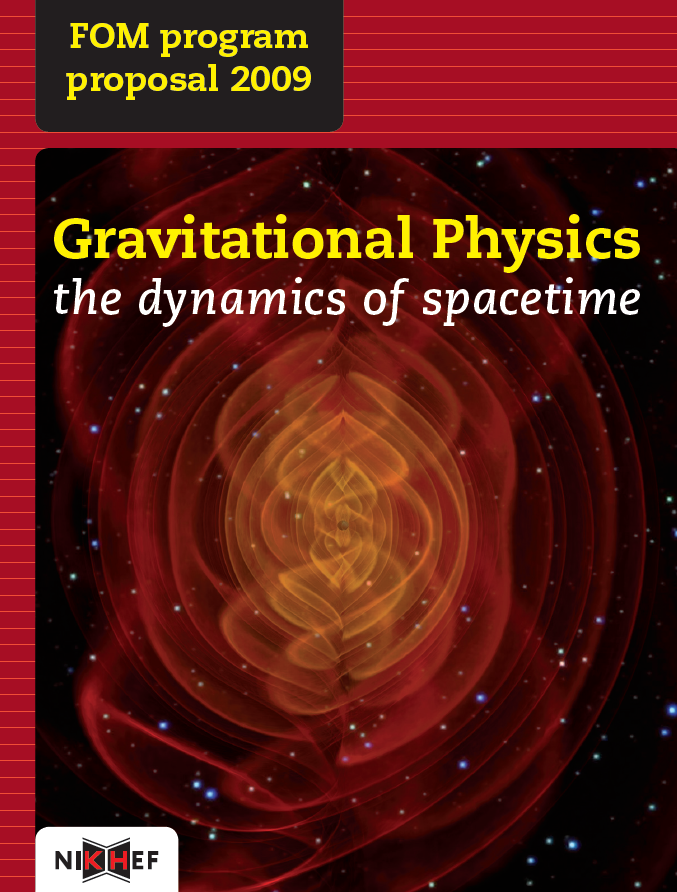 FOM program
proposal 2009
Gravitational Physics
the dynamics of spacetime
NIKHEF